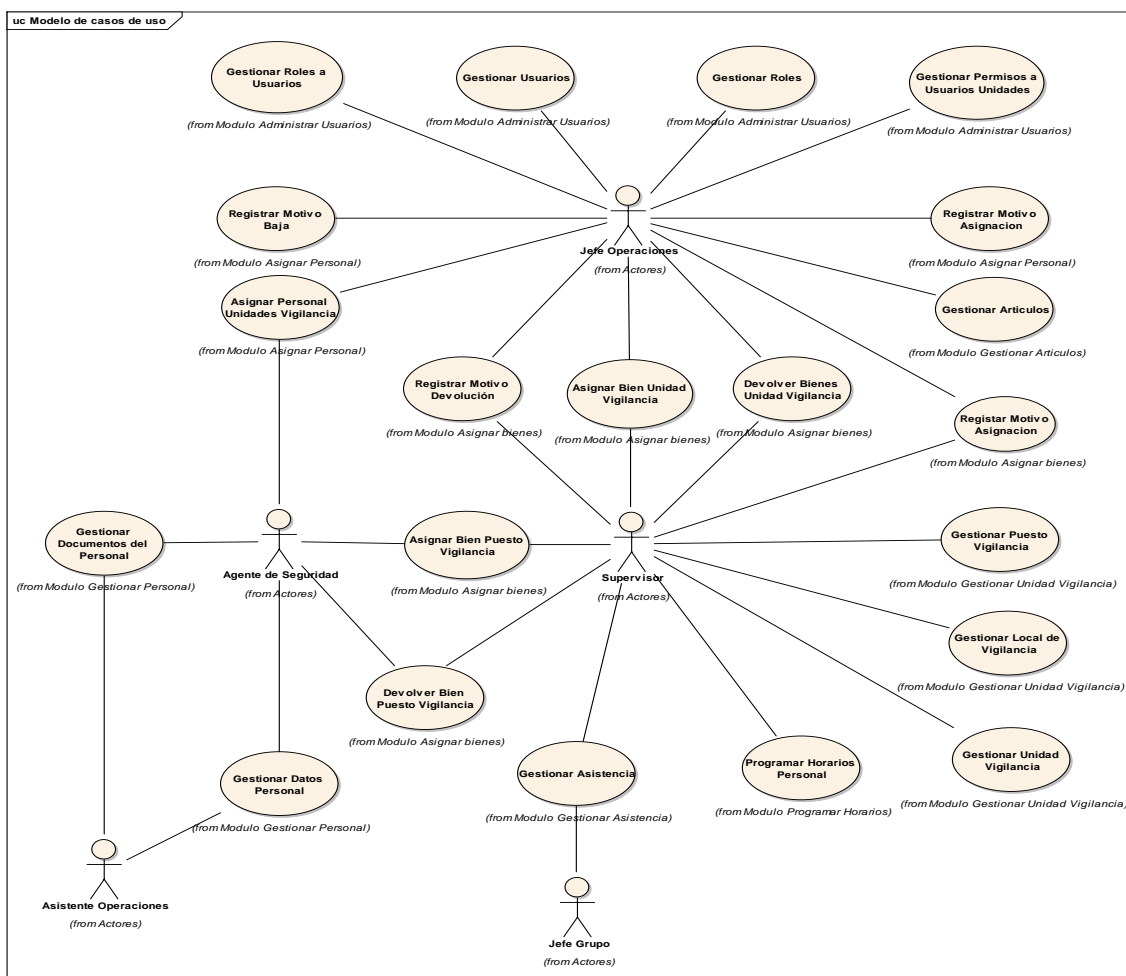 uc Modelo de casos de uso
Gestionar Roles a
Usuarios
(from Modulo Administrar Usuarios)
Gestionar Usuarios
(from Modulo Administrar Usuarios)
Gestionar Roles
(from Modulo Administrar Usuarios)
Gestionar Permisos a
Usuarios Unidades
(from Modulo Administrar Usuarios)
Registrar Motivo
Baja
(from Modulo Asignar Personal)
Jefe Operaciones
(from Actores)
Registrar Motivo
Asignacion
(from Modulo Asignar Personal)
Asignar Personal
Unidades Vigilancia
(from Modulo Asignar Personal)
Gestionar Articulos
(from Modulo Gestionar Articulos)
Registrar Motivo
Devolución
(from Modulo Asignar bienes)
Asignar Bien Unidad
Vigilancia
(from Modulo Asignar bienes)
Devolver Bienes
Unidad Vigilancia
(from Modulo Asignar bienes)
Registar Motivo
Asignacion
(from Modulo Asignar bienes)
Gestionar
Documentos del
Personal
(from Modulo Gestionar Personal)
Agente de Seguridad
(from Actores)
Asignar Bien Puesto
Vigilancia
(from Modulo Asignar bienes)
Supervisor
(from Actores)
Gestionar Puesto
Vigilancia
(from Modulo Gestionar Unidad Vigilancia)
Gestionar Local de
Vigilancia
(from Modulo Gestionar Unidad Vigilancia)
Devolver Bien
Puesto Vigilancia
(from Modulo Asignar bienes)
Gestionar Datos
Personal
(from Modulo Gestionar Personal)
Gestionar Asistencia
(from Modulo Gestionar Asistencia)
Programar Horarios
Personal
(from Modulo Programar Horarios)
Gestionar Unidad
Vigilancia
(from Modulo Gestionar Unidad Vigilancia)
Asistente Operaciones
(from Actores)
Jefe Grupo
(from Actores)